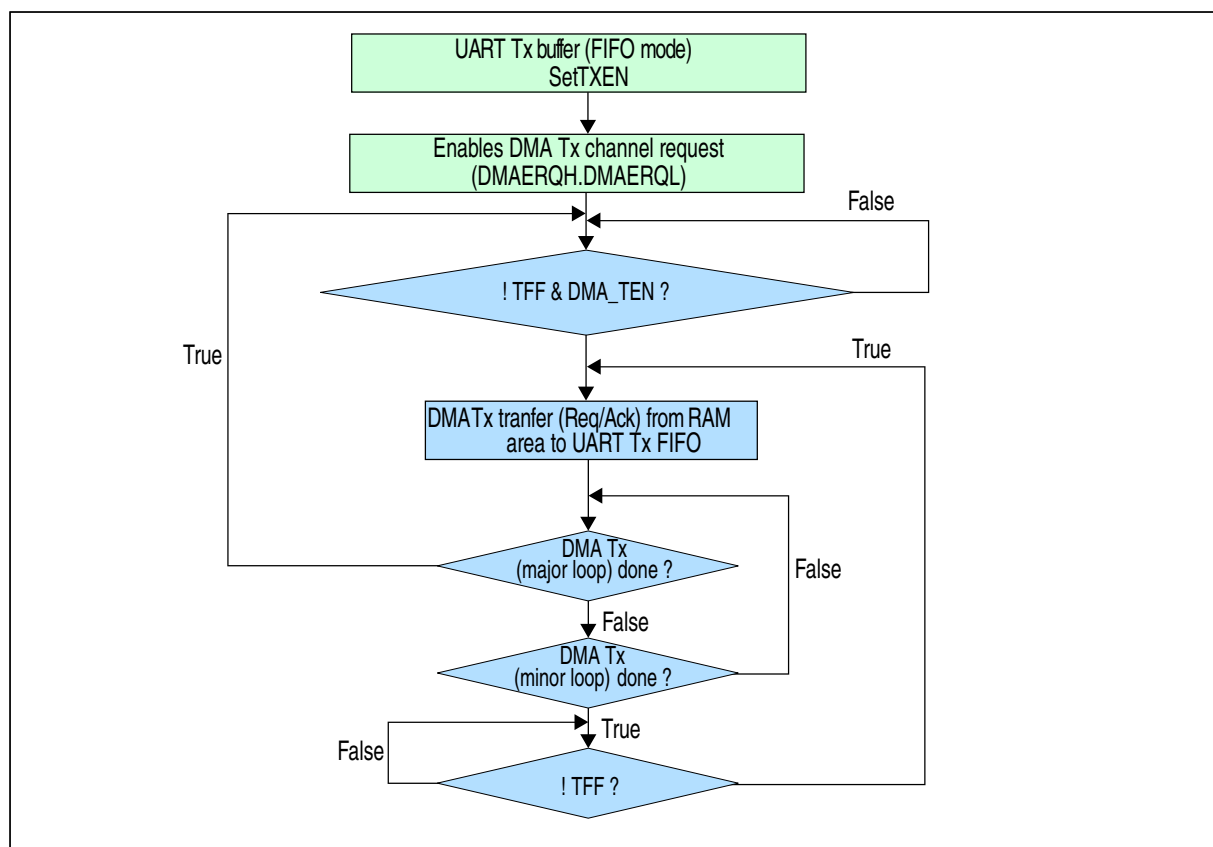 UART Tx buffer (FIFO mode)
SetTXEN
Enables DMA Tx channel request
(DMAERQH.DMAERQL)
False
! TFF & DMA_TEN ?
True
True
DMATx tranfer (Req/Ack) from RAM
area to UART Tx FIFO
DMA Tx
(major loop) done ?
False
False
DMA Tx
(minor loop) done ?
True
False
! TFF ?